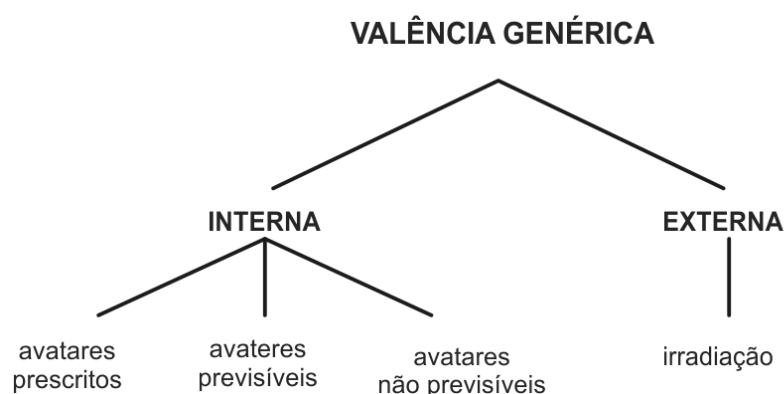 VALÊNCIA GENÉRICA
INTERNA
EXTERNA
avatares
prescritos
avateres
previsíveis
avatares
não previsíveis
irradiação